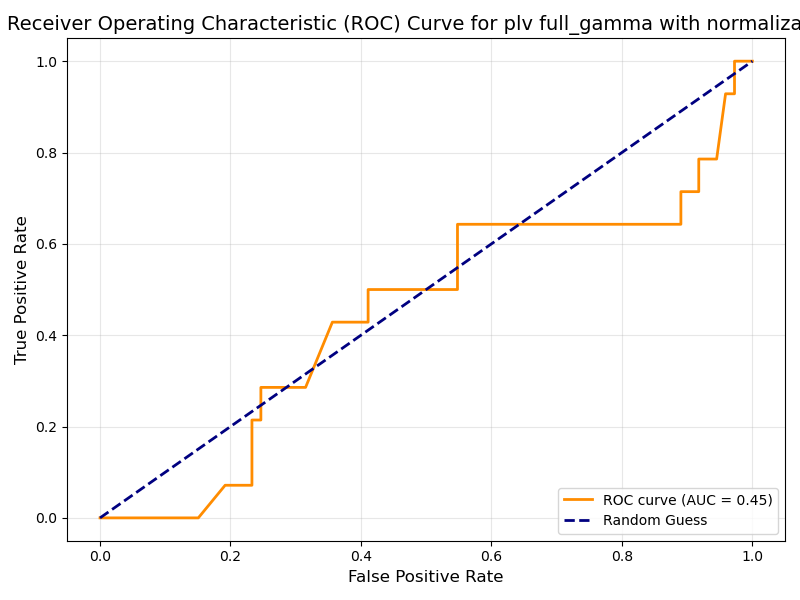 Receiver Operating Characteristic (ROC) Curve for plv full_gamma with normaliza
1.0
0.8
0.6
0.4
0.2
0.0
True Positive Rate
0.0 0.2 0.4 0.6 0.8 1.0
False Positive Rate
ROC curve (AUC = 0.45)
Random Guess